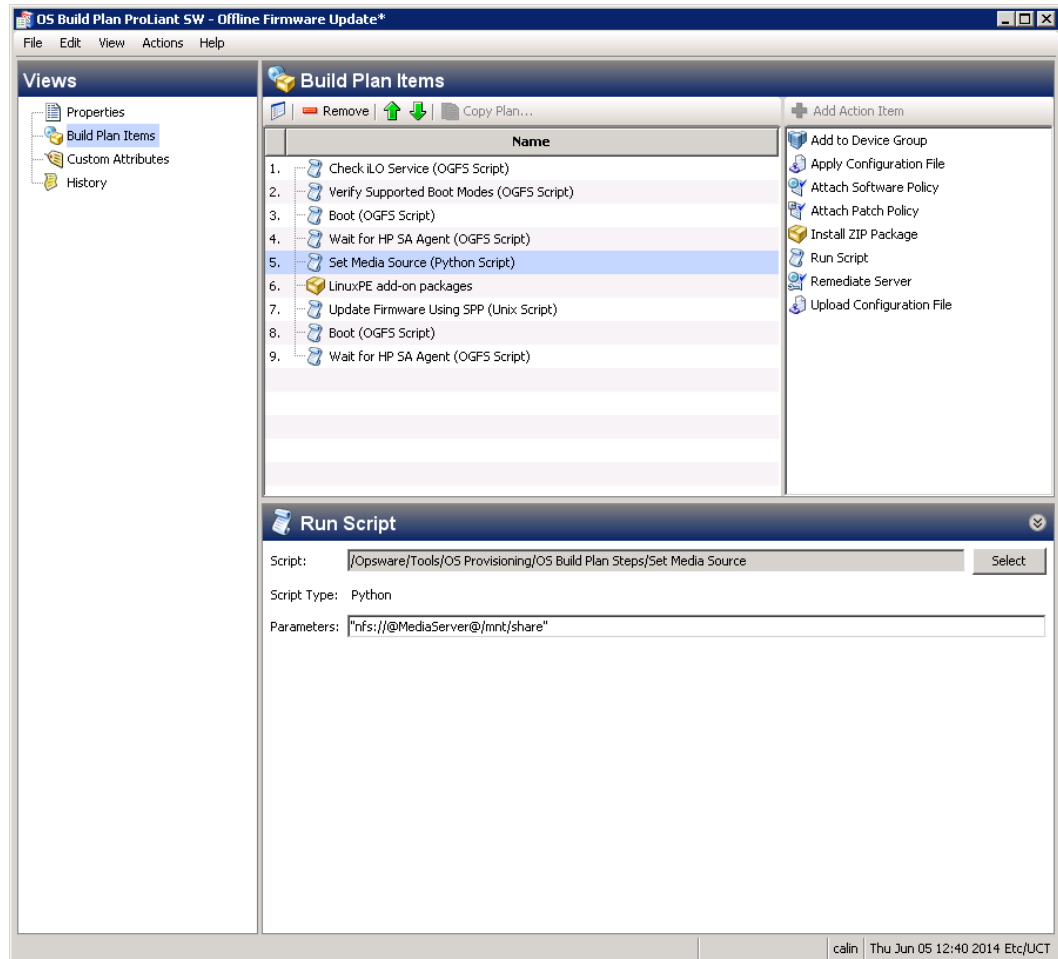 OS Build Plan ProLiant SW - Offline Firmware Update*
File Edit View Actions Help
Views
Properties
Build Plan Items
Custom Attributes
History
Build Plan Items
Remove Copy Plan...
Name
1. Check iLO Service (OGFS Script)
2. Verify Supported Boot Modes (OGFS Script)
3. Boot (OGFS Script)
4. Wait for HP SA Agent (OGFS Script)
5. Set Media Source (Python Script)
6. LinuxPE add-on packages
7. Update Firmware Using SPP (Unix Script)
8. Boot (OGFS Script)
9. Wait for HP SA Agent (OGFS Script)
Add Action Item
Add to Device Group
Apply Configuration File
Attach Software Policy
Attach Patch Policy
Install ZIP Package
Run Script
Remediate Server
Upload Configuration File
Run Script
Script: /Opsware/Tools/OS Provisioning/OS Build Plan Steps/Set Media Source Select
Script Type: Python
Parameters: "nfs://@MediaServer@/mnt/share"
calin Thu Jun 05 12:40 2014 Etc/UCT